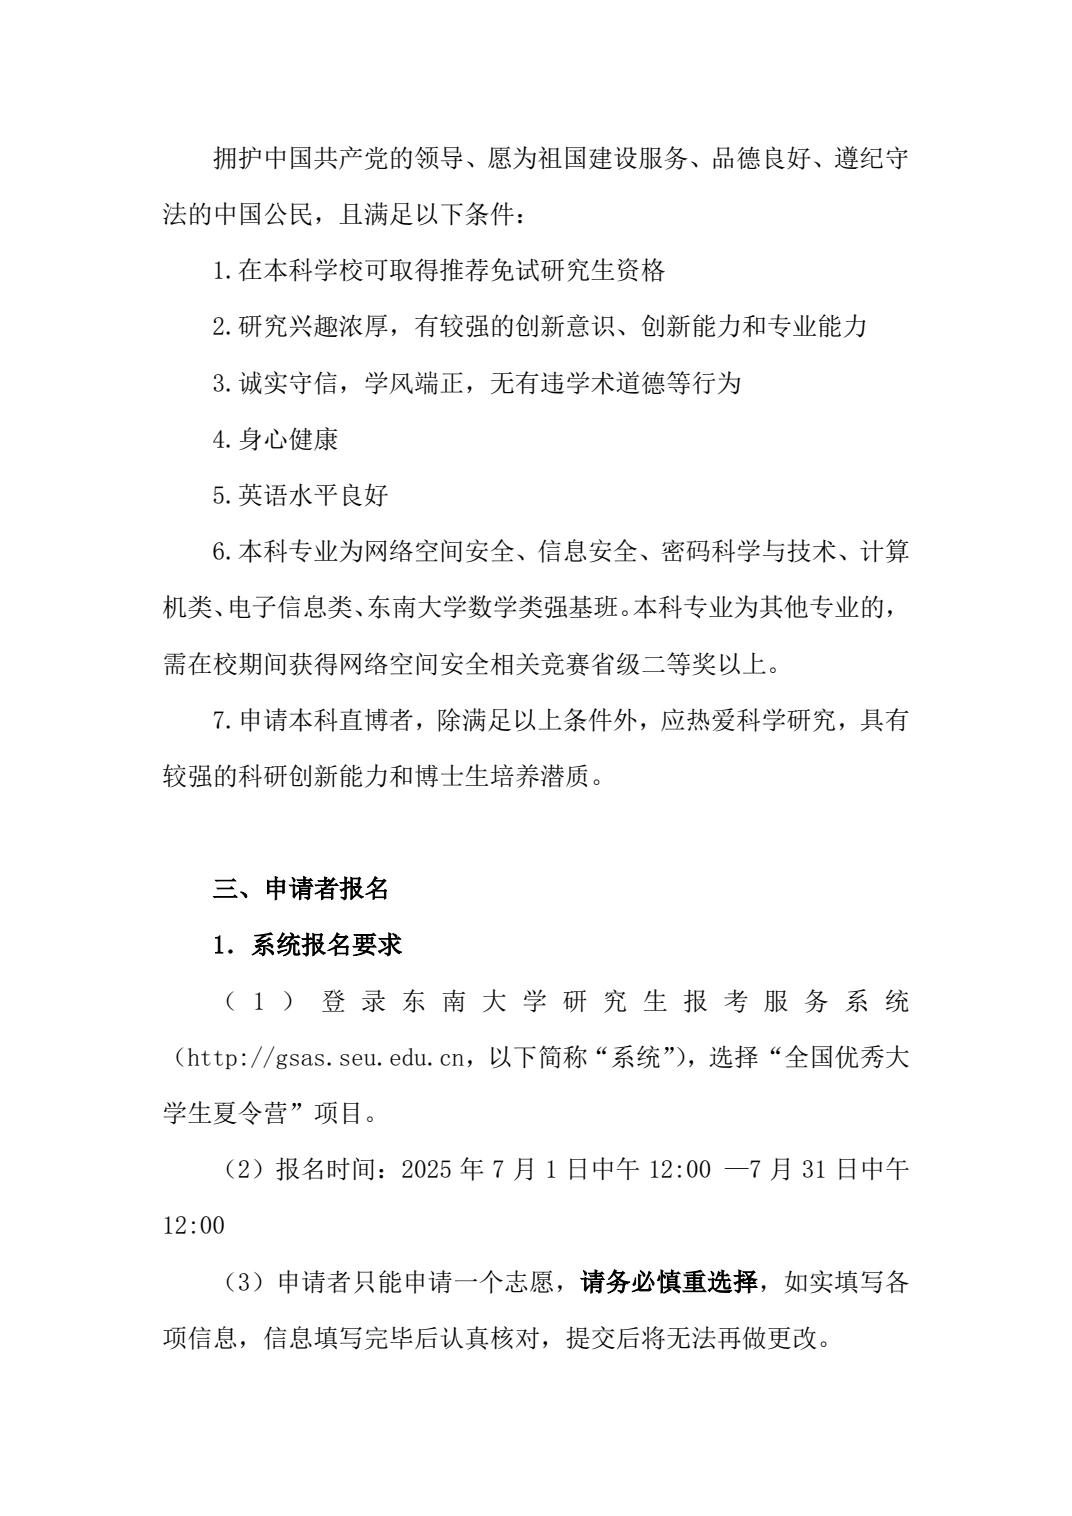 拥护中国共产党的领导、愿为祖国建设服务、品德良好、遵纪守
法的中国公民，且满足以下条件：
1.在本科学校可取得推荐免试研究生资格
2.研究兴趣浓厚，有较强的创新意识、创新能力和专业能力
3.诚实守信，学风端正，无有违学术道德等行为
4.身心健康
5.英语水平良好
6.本科专业为网络空间安全、信息安全、密码科学与技术、计算
机类、电子信息类、东南大学数学类强基班。本科专业为其他专业的，
需在校期间获得网络空间安全相关竞赛省级二等奖以上。
7.申请本科直博者，除满足以上条件外，应热爱科学研究，具有
较强的科研创新能力和博士生培养潜质。
三、申请者报名
1. 系统报名要求
（1）登录东南大学研究生报考服务系统
（http://gsas.seu.edu.cn，以下简称“系统”），选择“全国优秀大
学生夏令营”项目。
（2）报名时间：2025 年 7 月 1 日中午 12:00 —7 月 31 日中午
12:00
（3）申请者只能申请一个志愿，请务必慎重选择，如实填写各
项信息，信息填写完毕后认真核对，提交后将无法再做更改。